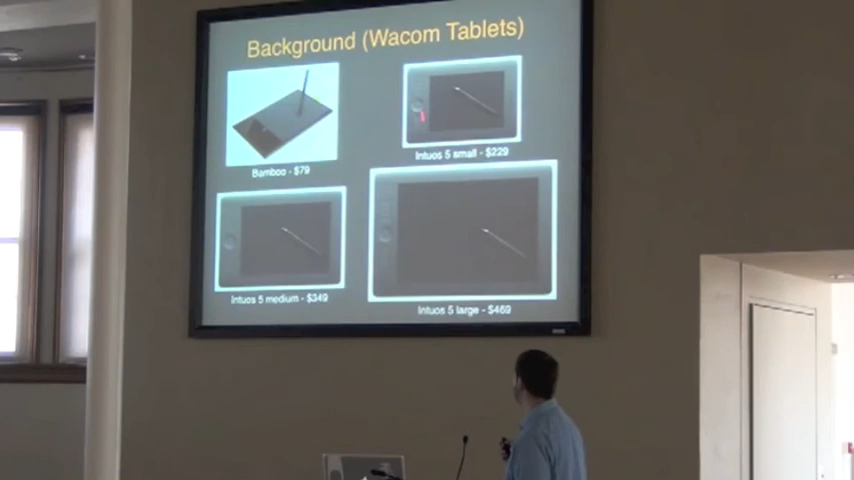 Background (Wacom Tablets)
Bamboo - $79
Intuos 5 small - $229
Intuos 5 medium - $349
Intuos 5 large - $469